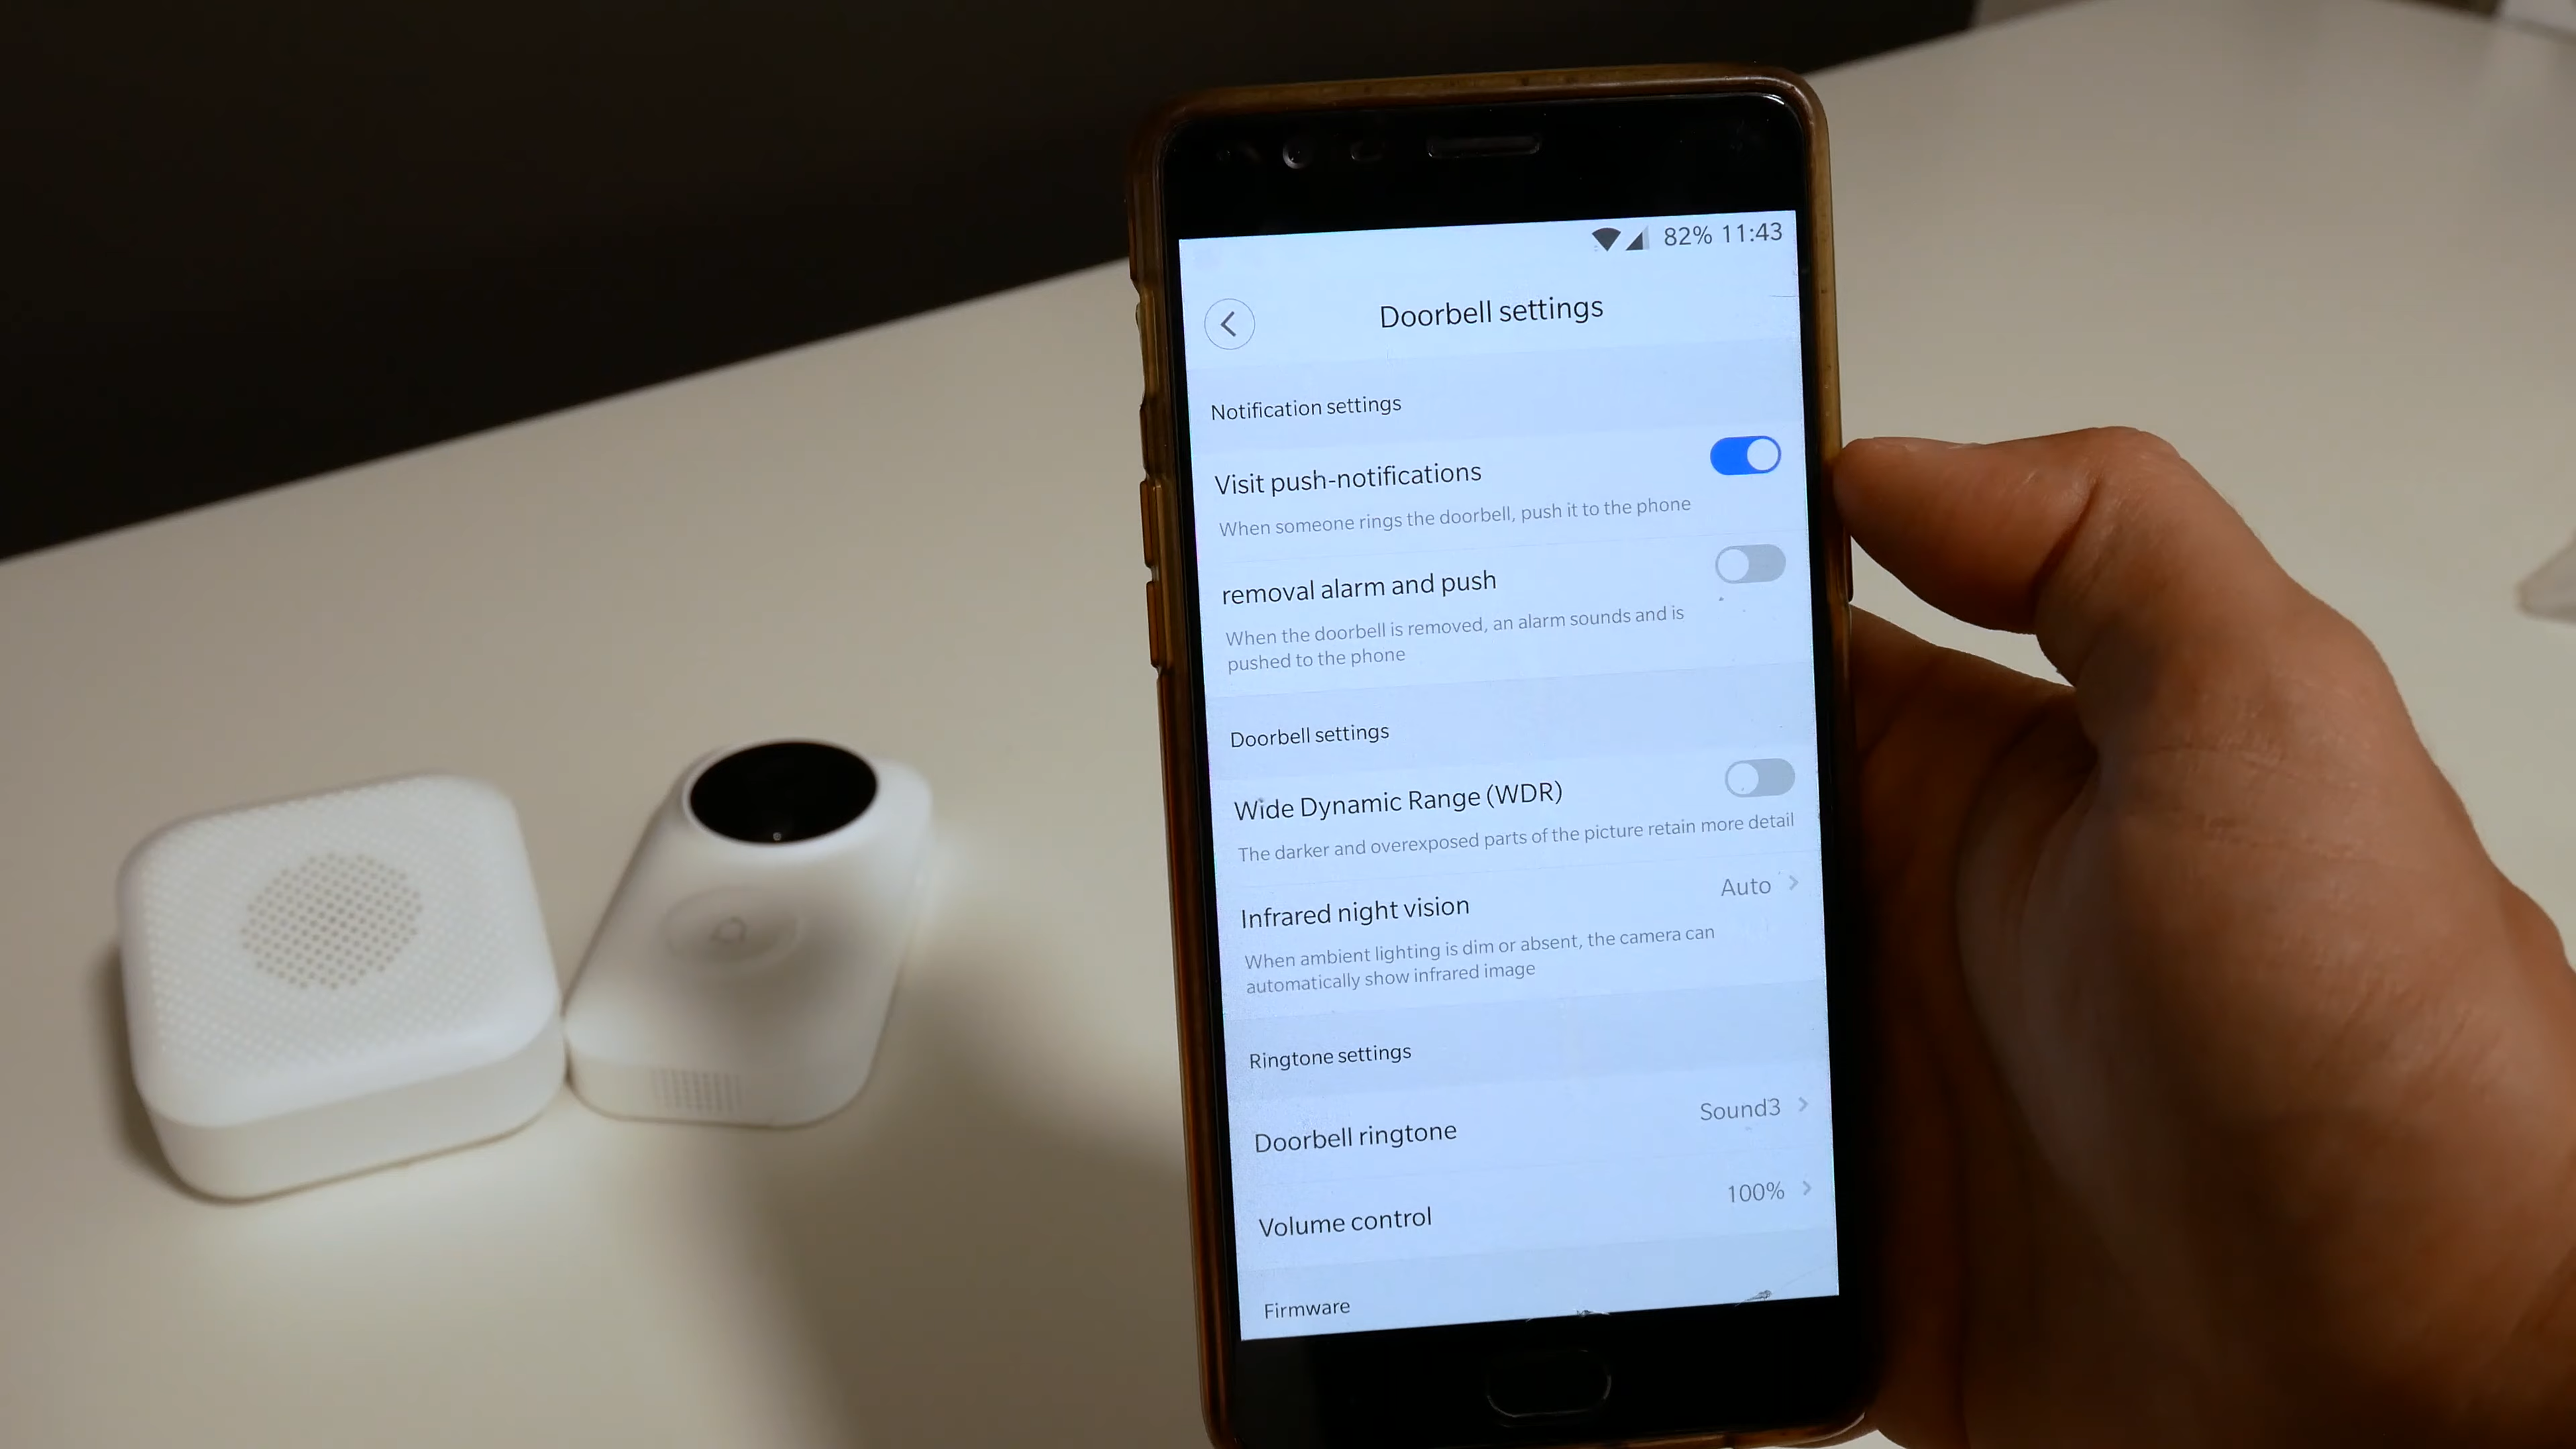 82% 11:43
Doorbell settings
Notification settings
Visit push-notifications
When someone rings the doorbell, push it to the phone
removal alarm and push
When the doorbell is removed, an alarm sounds and is
pushed to the phone
Doorbell settings
Wide Dynamic Range (WDR)
The darker and overexposed parts of the picture retain more detail
Infrared night vision Auto
When ambient lighting is dim or absent, the camera can
automatically show infrared image
Ringtone settings
Doorbell ringtone Sound3
Volume control 100%
Firmware